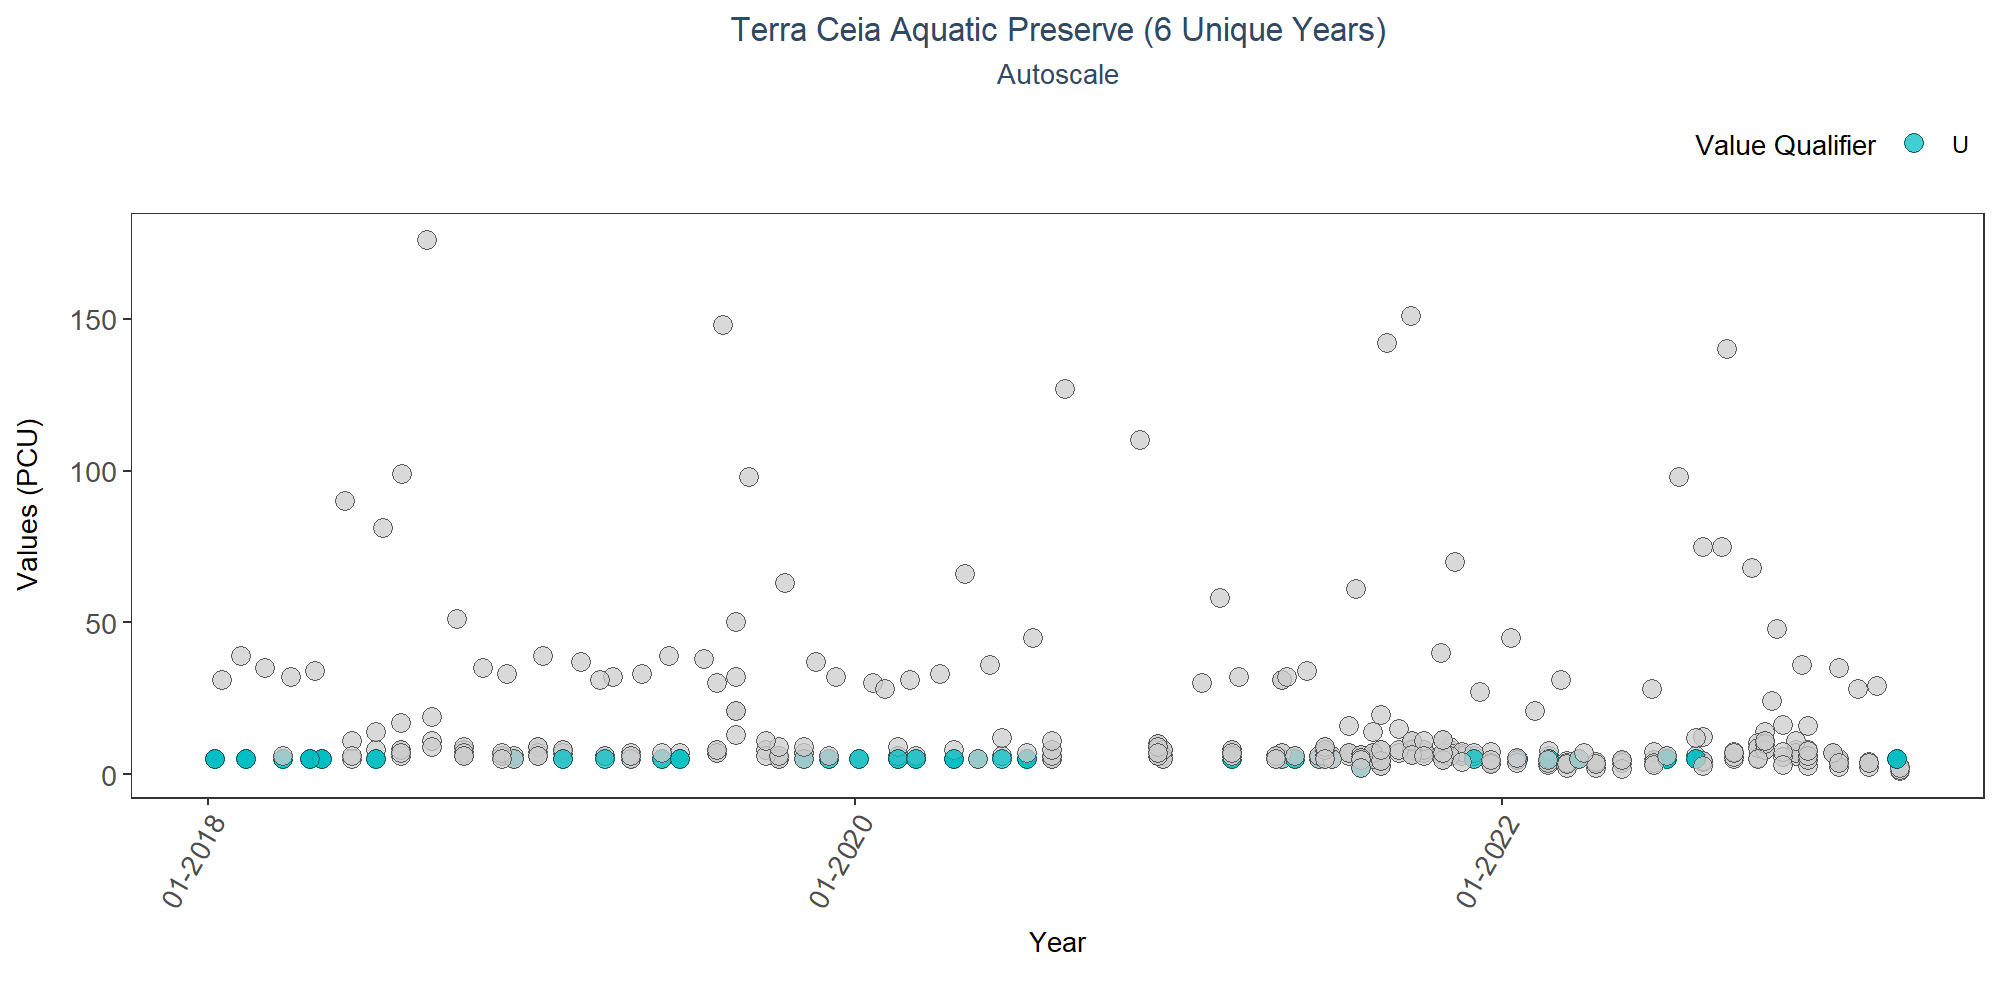 Terra Ceia Aquatic Preserve (6 Unique Years)
Autoscale
Value Qualifier U
150
100
50
0
Values (PCU)
01-2018
01-2020
01-2022
Year